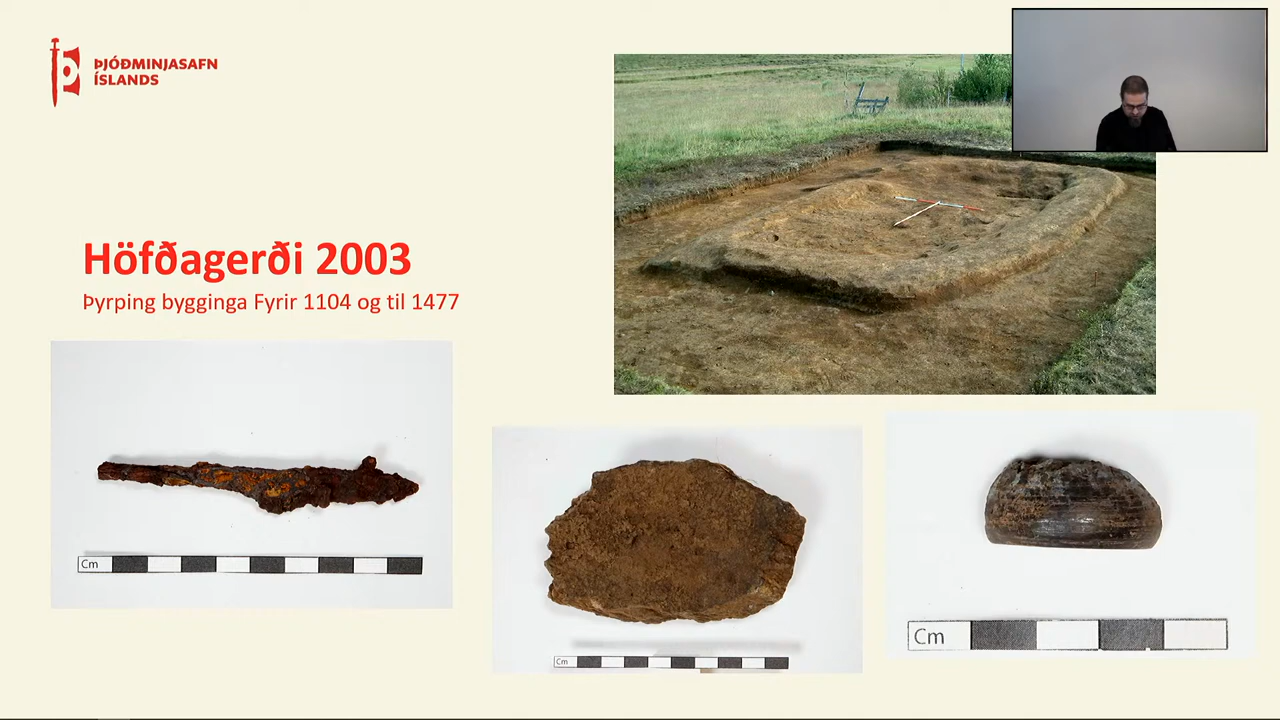 ÞJÓÐMINJASAFN
ÍSLANDS
Höfðagerði 2003
Þyrping bygginga Fyrir 1104 og til 1477
Cm
Cm
Cm